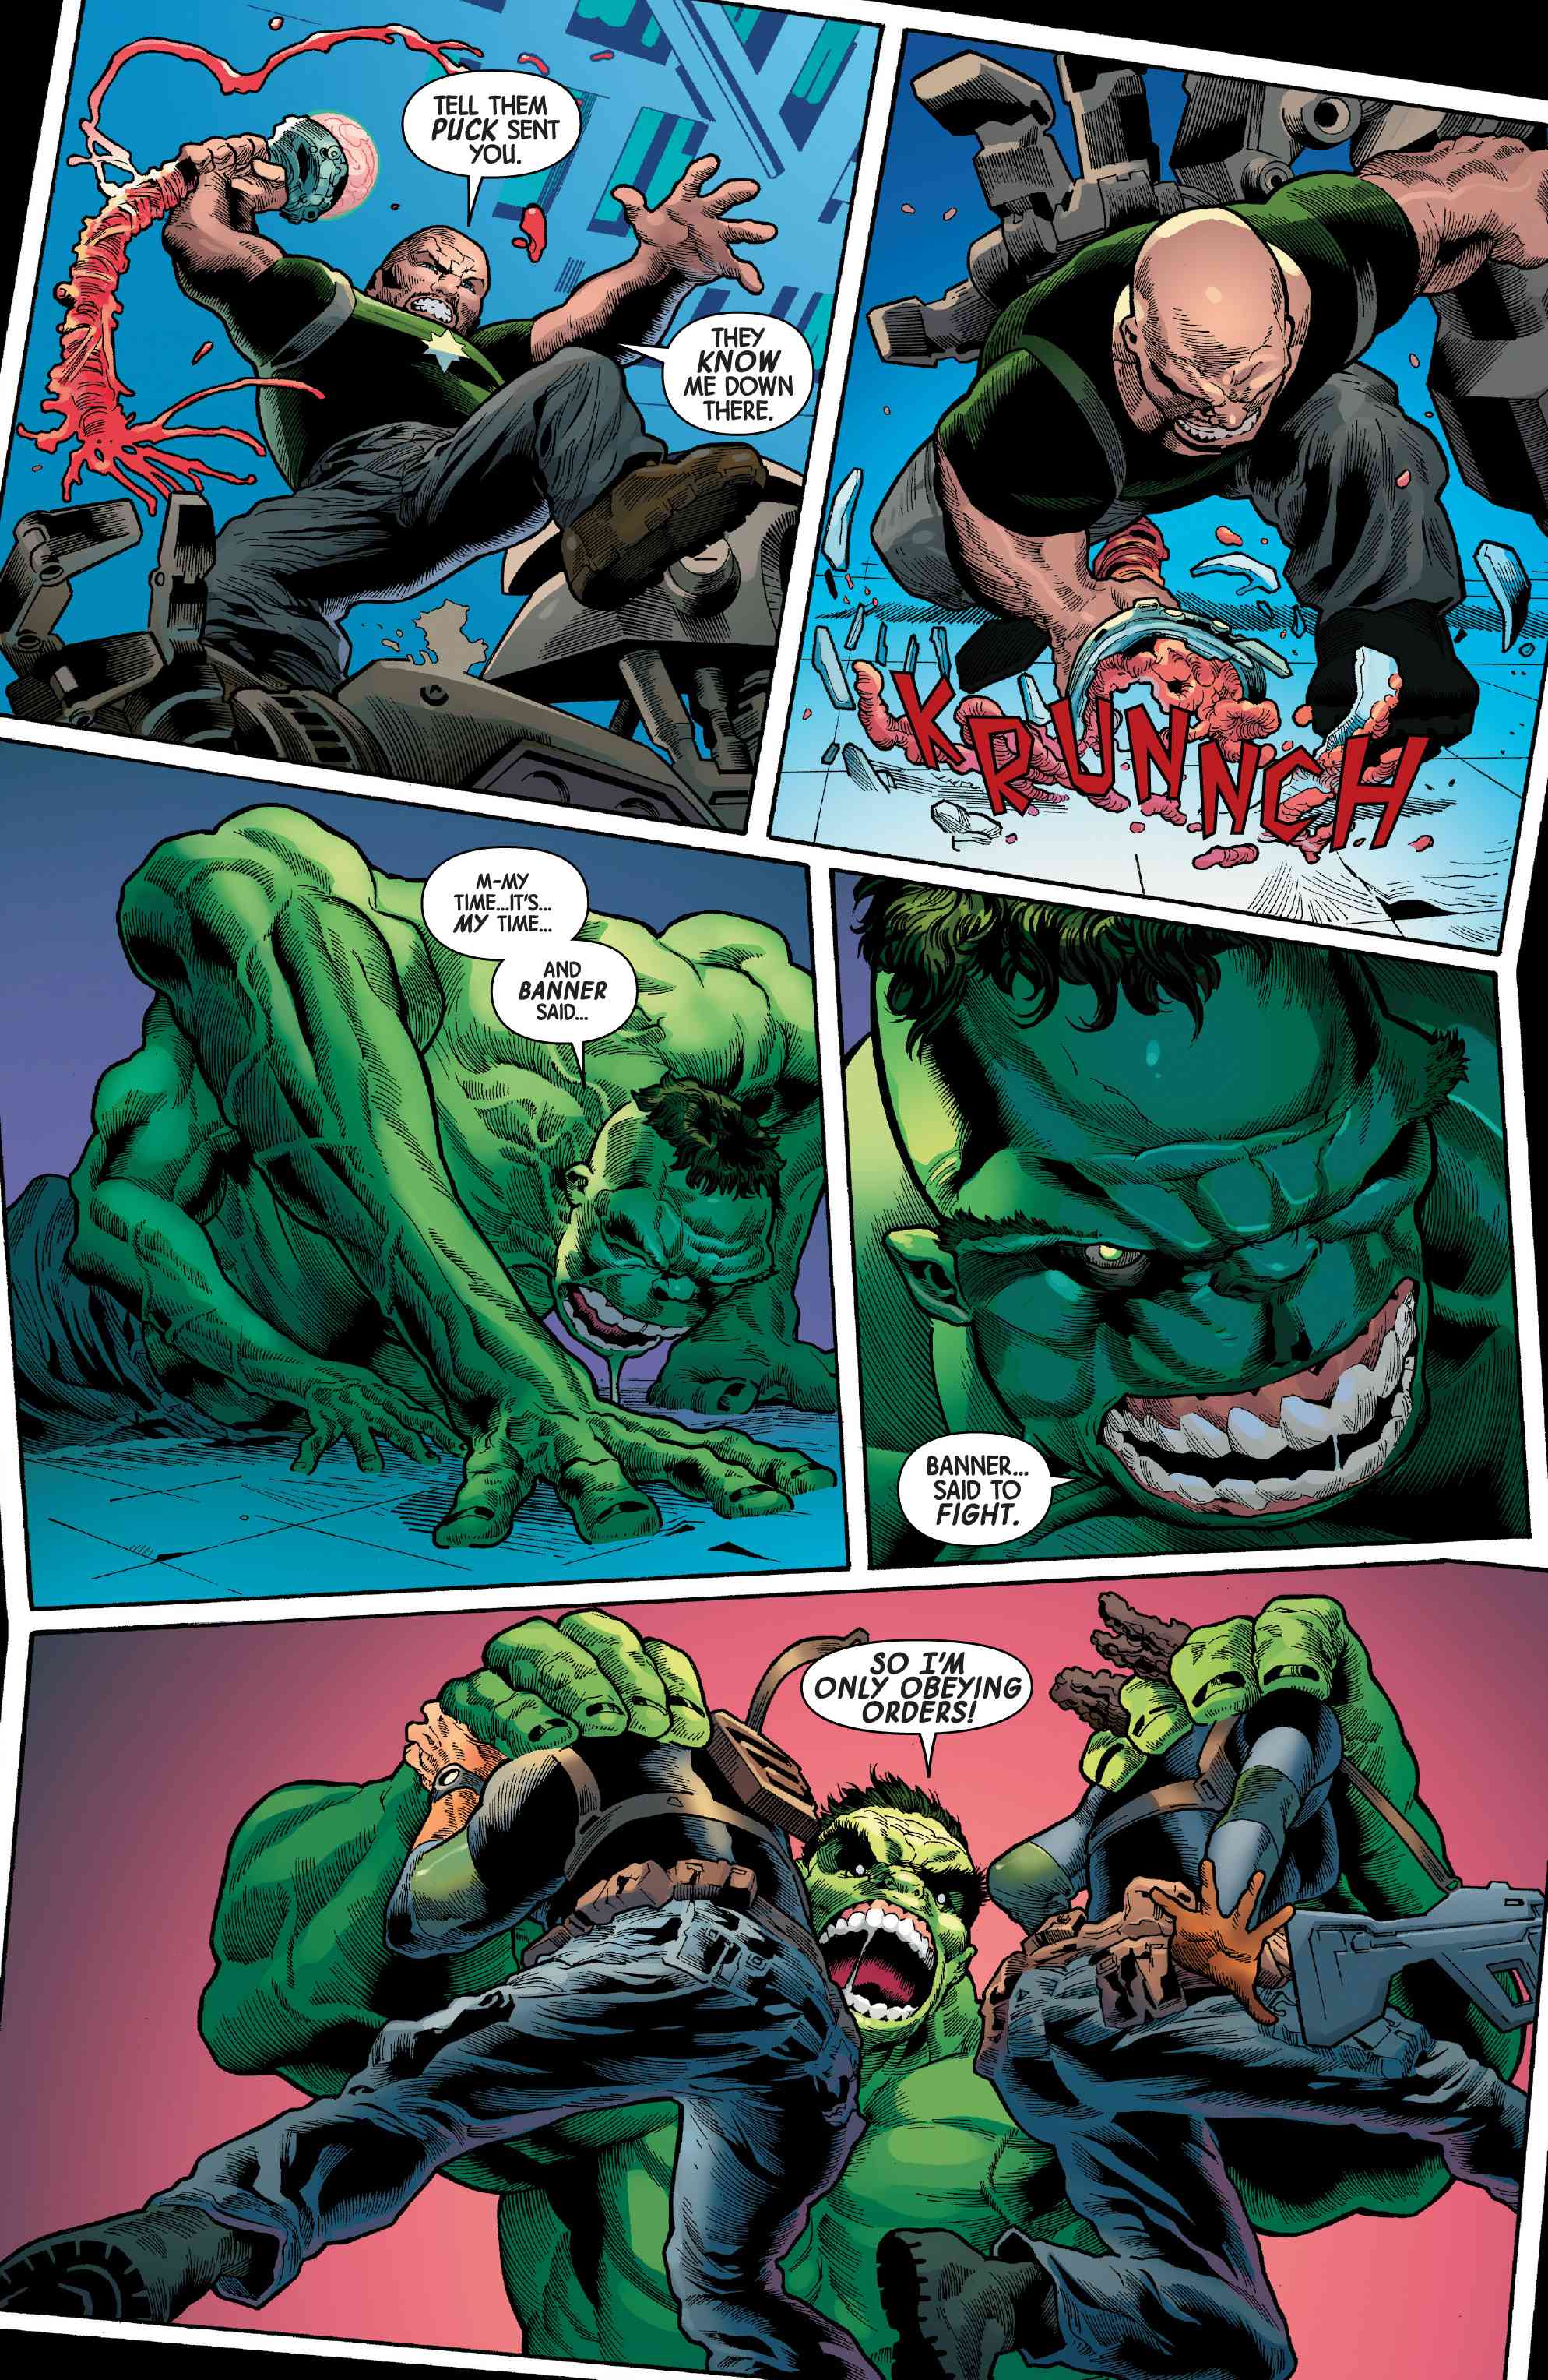 TELL THEM
PUCK SENT
YOU.
THEY
KNOW
ME DOWN
THERE.
KRUNNCH
M-MY
TIME...IT'S...
MY TIME...
AND
BANNER
SAID...
BANNER...
SAID TO
FIGHT.
SO I'M
ONLY OBEYING
ORDERS!